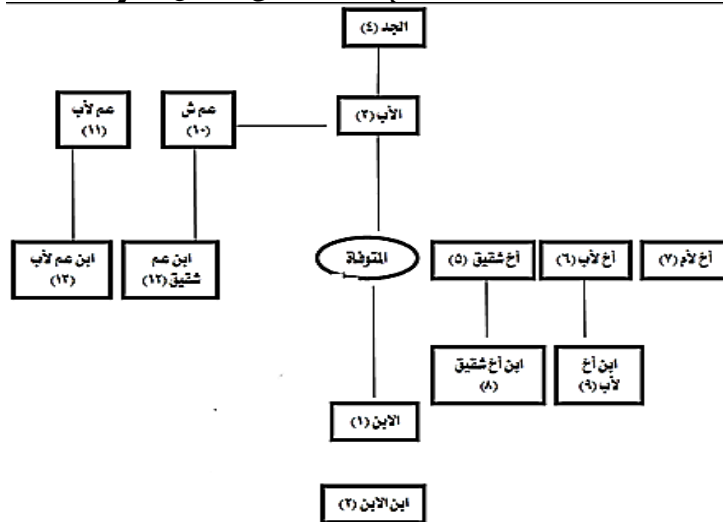 الجد (٤)
الأب (٣)
عم ش
(١٠)
عم لأب
(١١)
أخ لأم (٧)
أخ لأب (٦)
أخ شقيق (٥)
المتوفاة
ابن عم
شقيق (١٢)
ابن عم لأب
(١٣)
ابن أخ
لأب (٩)
ابن أخ شقيق
(٨)
الابن (١)
ابن الابن (٢)